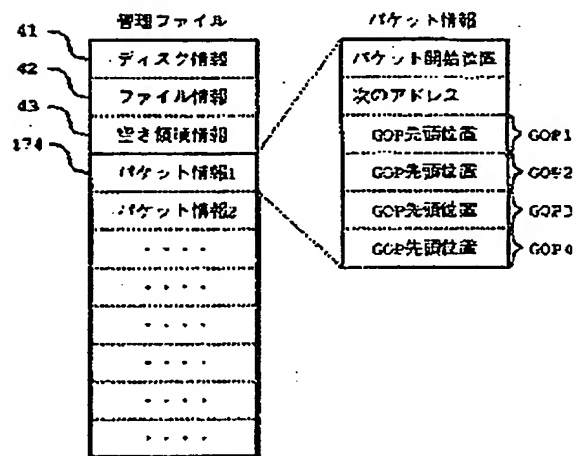 管理ファイル
41
ディスク情報
42
ファイル情報
43
空き領域情報
174
パケット情報1
パケット情報2
・・・・
・・・・
・・・・
・・・・
・・・・
・・・・
パケット情報
パケット開始位置
次のアドレス
GOP先頭位置
GOP1
GOP先頭位置
GOP2
GOP先頭位置
GOP3
GOP先頭位置
GOP4